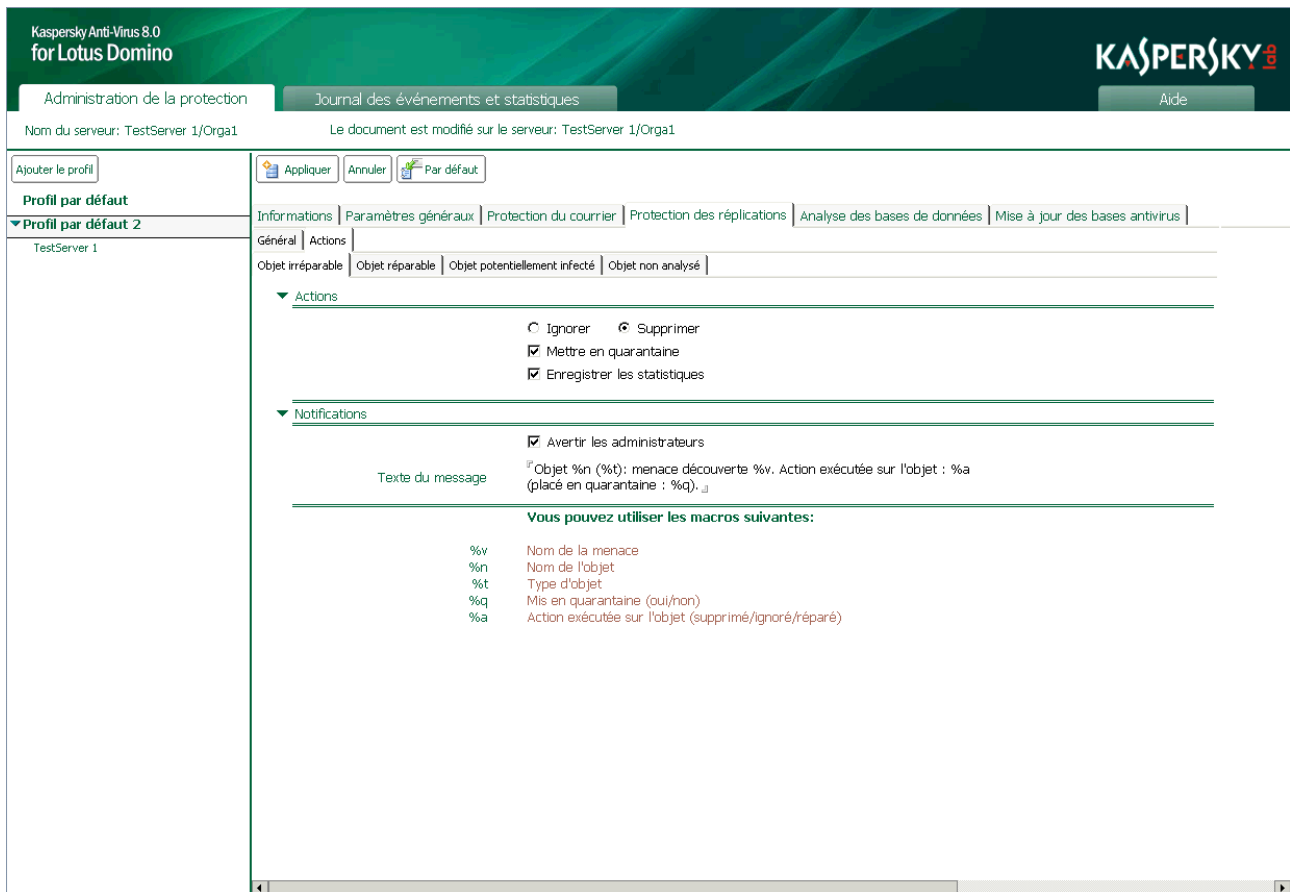 Kaspersky Anti-Virus 8.0
for Lotus Domino
KASPERSKY lab
Administration de la protection
Journal des événements et statistiques
Aide
Nom du serveur: TestServer 1/Orga1
Le document est modifié sur le serveur: TestServer 1/Orga1
Ajouter le profil
Profil par défaut
Profil par défaut 2
TestServer 1
Appliquer Annuler Par défaut
Informations Paramètres généraux Protection du courrier Protection des réplications Analyse des bases de données Mise à jour des bases antivirus
Général Actions
Objet irréparable Objet réparable Objet potentiellement infecté Objet non analysé
Actions
Ignorer Supprimer
Mettre en quarantaine
Enregistrer les statistiques
Notifications
Avertir les administrateurs
Texte du message
Objet %n (%t): menace découverte %v. Action exécutée sur l'objet : %a
(placé en quarantaine : %q).
Vous pouvez utiliser les macros suivantes:
%v Nom de la menace
%n Nom de l'objet
%t Type d'objet
%q Mis en quarantaine (oui/non)
%a Action exécutée sur l'objet (supprimé/ignoré/réparé)